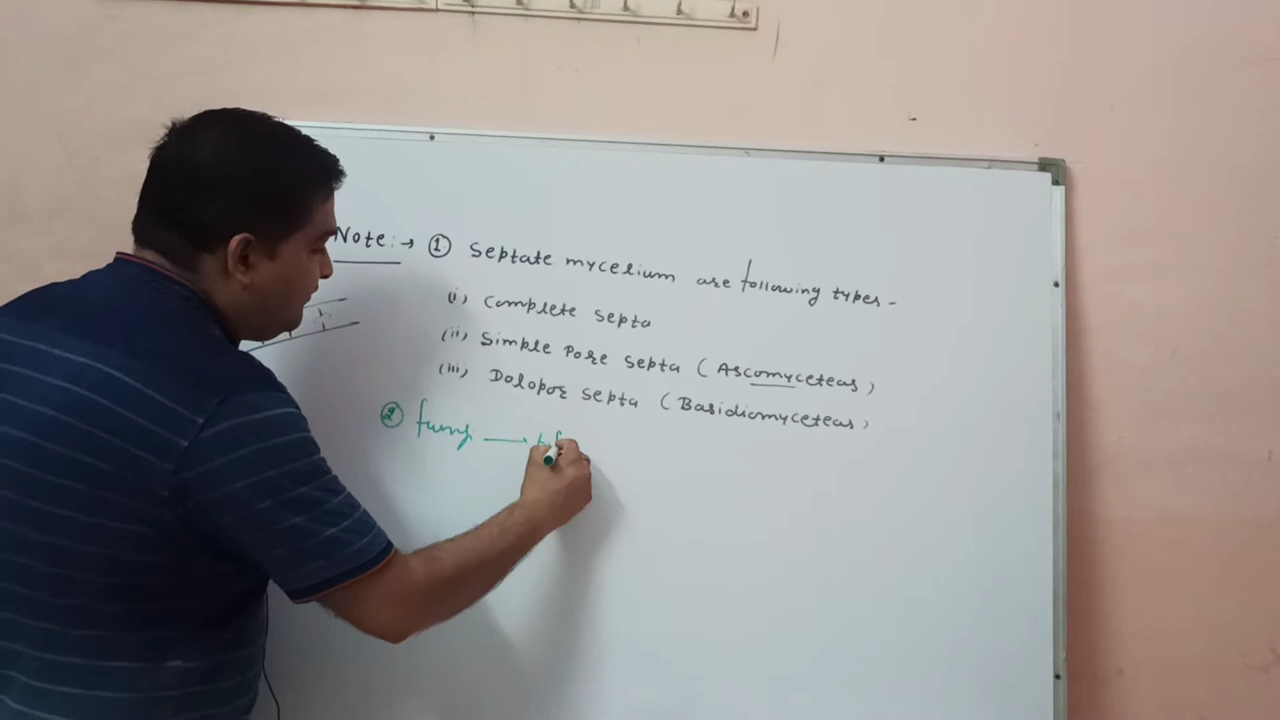 Note:→ ① Septate mycelium are following types -
(i) Complete Septa
(ii) Simple Pore Septa (Ascomyceteas)
(iii) Dolopor Septa (Basidiomyceteas)
② fungi →